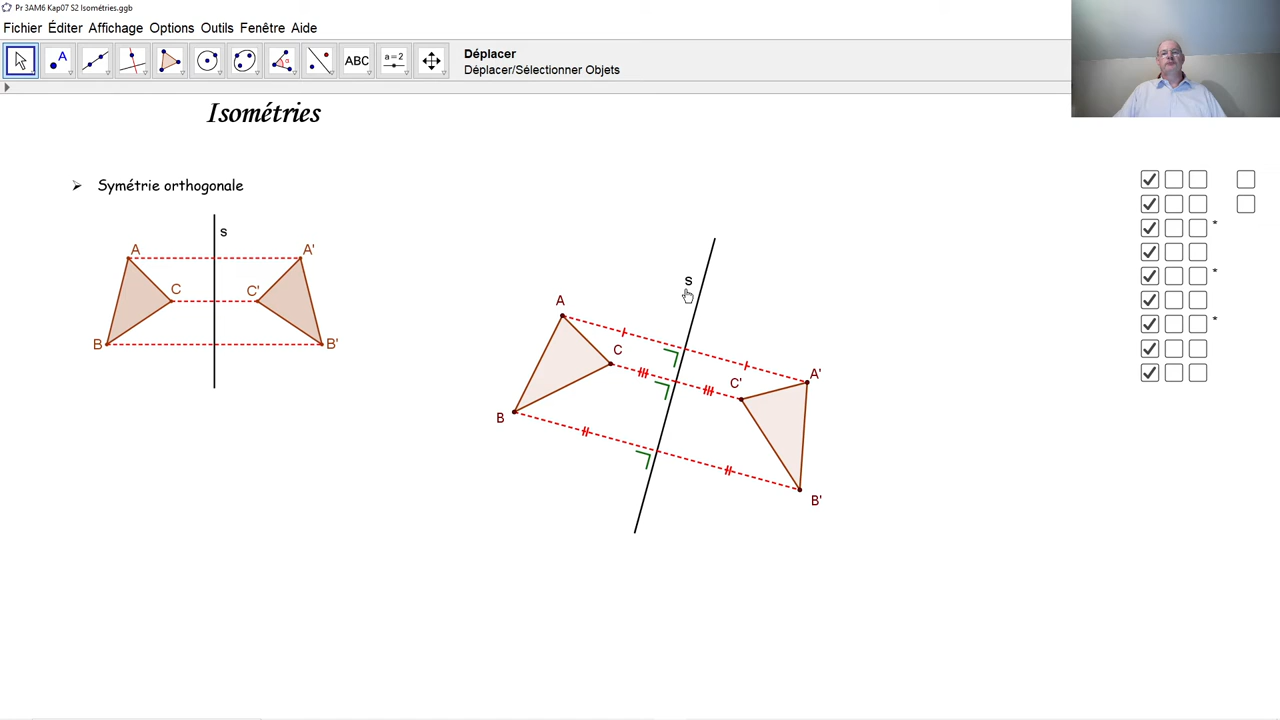 Pr 3AM6 Kap07 S2 Isométries.ggb
Fichier Éditer Affichage Options Outils Fenêtre Aide
ABC
a=2
Déplacer
Déplacer/Sélectionner Objets
Isométries
➢ Symétrie orthogonale
s
A
A'
C
C'
B
B'
s
A
C
C'
A'
B
B'
*
*
*